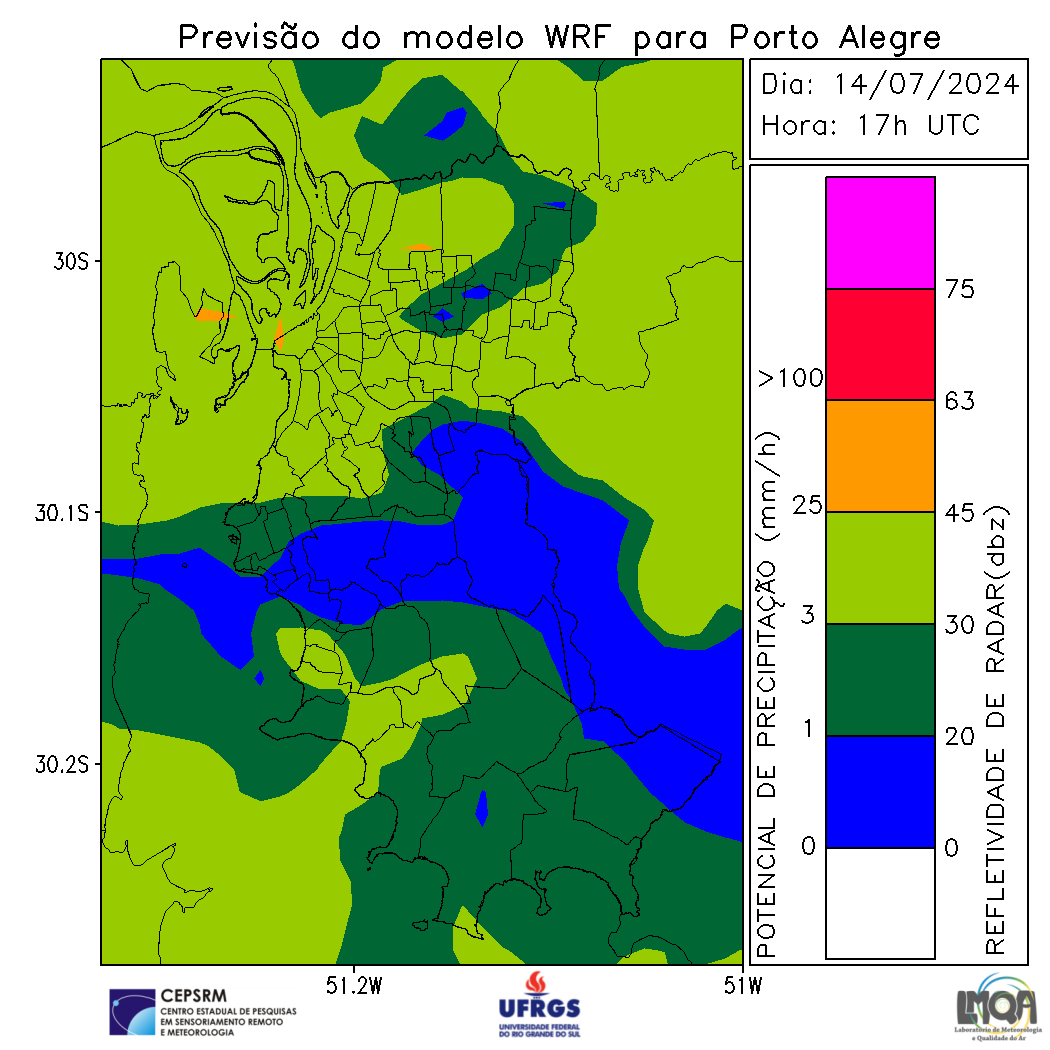 Previsão do modelo WRF para Porto Alegre
Dia: 14/07/2024
Hora: 17h UTC
30S
30.1S
30.2S
51.2W
51W
POTENCIAL DE PRECIPITAÇÃO (mm/h)
>100
25
3
1
0
75
63
45
30
20
0
REFLETIVIDADE DE RADAR(dbz)
CEPSRM
CENTRO ESTADUAL DE PESQUISAS
EM SENSORIAMENTO REMOTO
E METEOROLOGIA
UFRGS
UNIVERSIDADE FEDERAL
DO RIO GRANDE DO SUL
LMQA
Laboratório de Meteorologia
e Qualidade do Ar